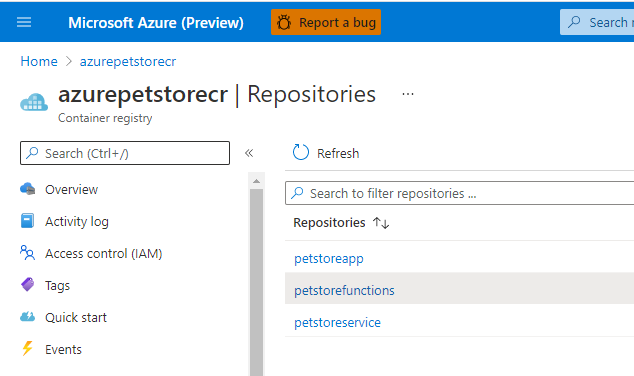 Microsoft Azure (Preview) Report a bug Search r
Home > azurepetstorecr
azurepetstorecr | Repositories ...
Container registry
Search (Ctrl+/) «
Refresh
Overview
Search to filter repositories ...
Activity log
Repositories ↑↓
Access control (IAM)
petstoreapp
Tags
petstorefunctions
Quick start
petstoreservice
Events